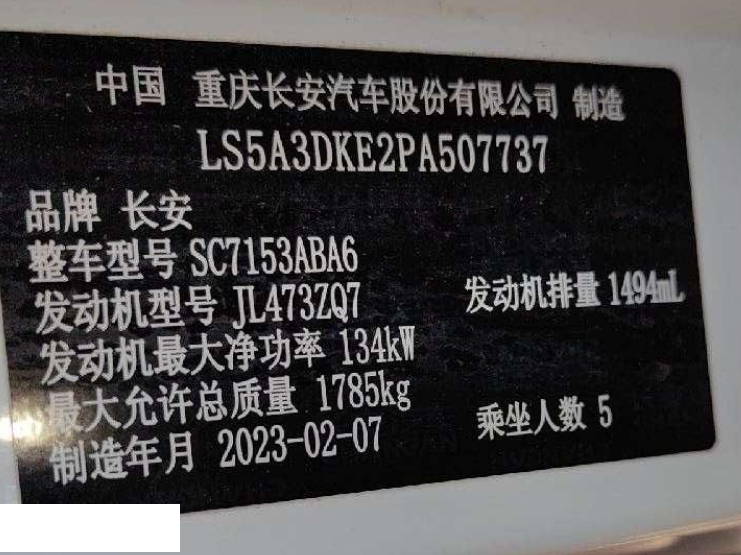 中国 重庆长安汽车股份有限公司 制造
LS5A3DKE2PA507737
品牌 长安
整车型号 SC7153ABA6
发动机型号 JL473ZQ7 发动机排量 1494mL
发动机最大净功率 134kW
最大允许总质量 1785kg
制造年月 2023-02-07 乘坐人数 5